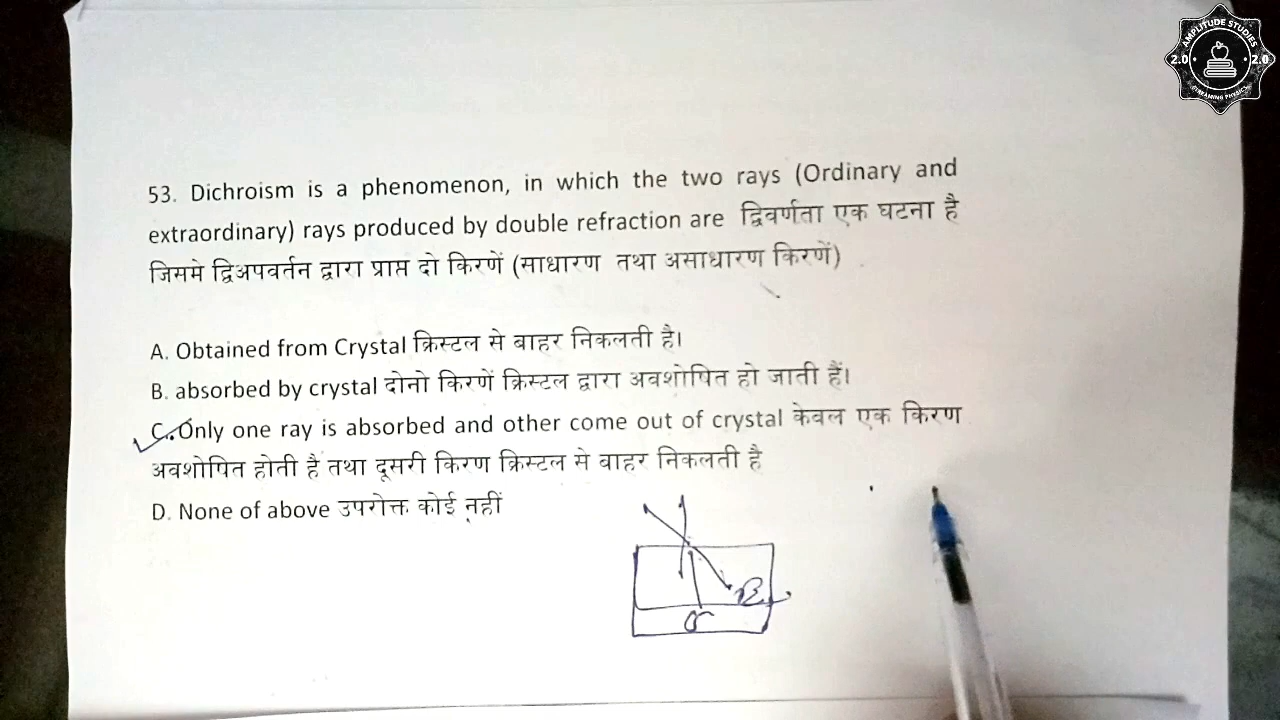 AMPLITUDE STUDIES
2.0 2.0
STREAMING PHYSICS
53. Dichroism is a phenomenon, in which the two rays (Ordinary and
extraordinary) rays produced by double refraction are द्विवर्णता एक घटना है
जिसमे द्विअपवर्तन द्वारा प्राप्त दो किरणें (साधारण तथा असाधारण किरणें)
A. Obtained from Crystal क्रिस्टल से बाहर निकलती है।
B. absorbed by crystal दोनो किरणें क्रिस्टल द्वारा अवशोषित हो जाती हैं।
C. Only one ray is absorbed and other come out of crystal केवल एक किरण
अवशोषित होती है तथा दूसरी किरण क्रिस्टल से बाहर निकलती है
D. None of above उपरोक्त कोई नहीं